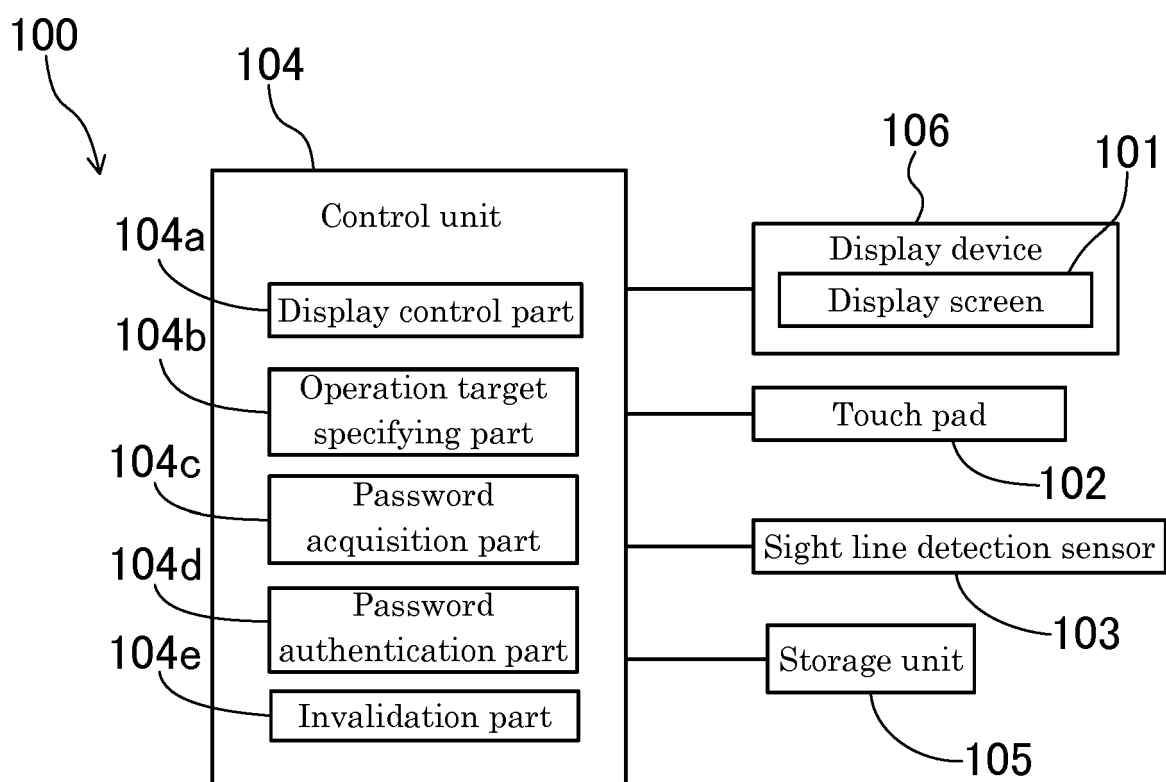 100
104
106
101
Control unit
Display device
Display screen
104a
Display control part
104b
Operation target
specifying part
Touch pad
102
104c
Password
acquisition part
Sight line detection sensor
103
104d
Password
authentication part
Storage unit
105
104e
Invalidation part